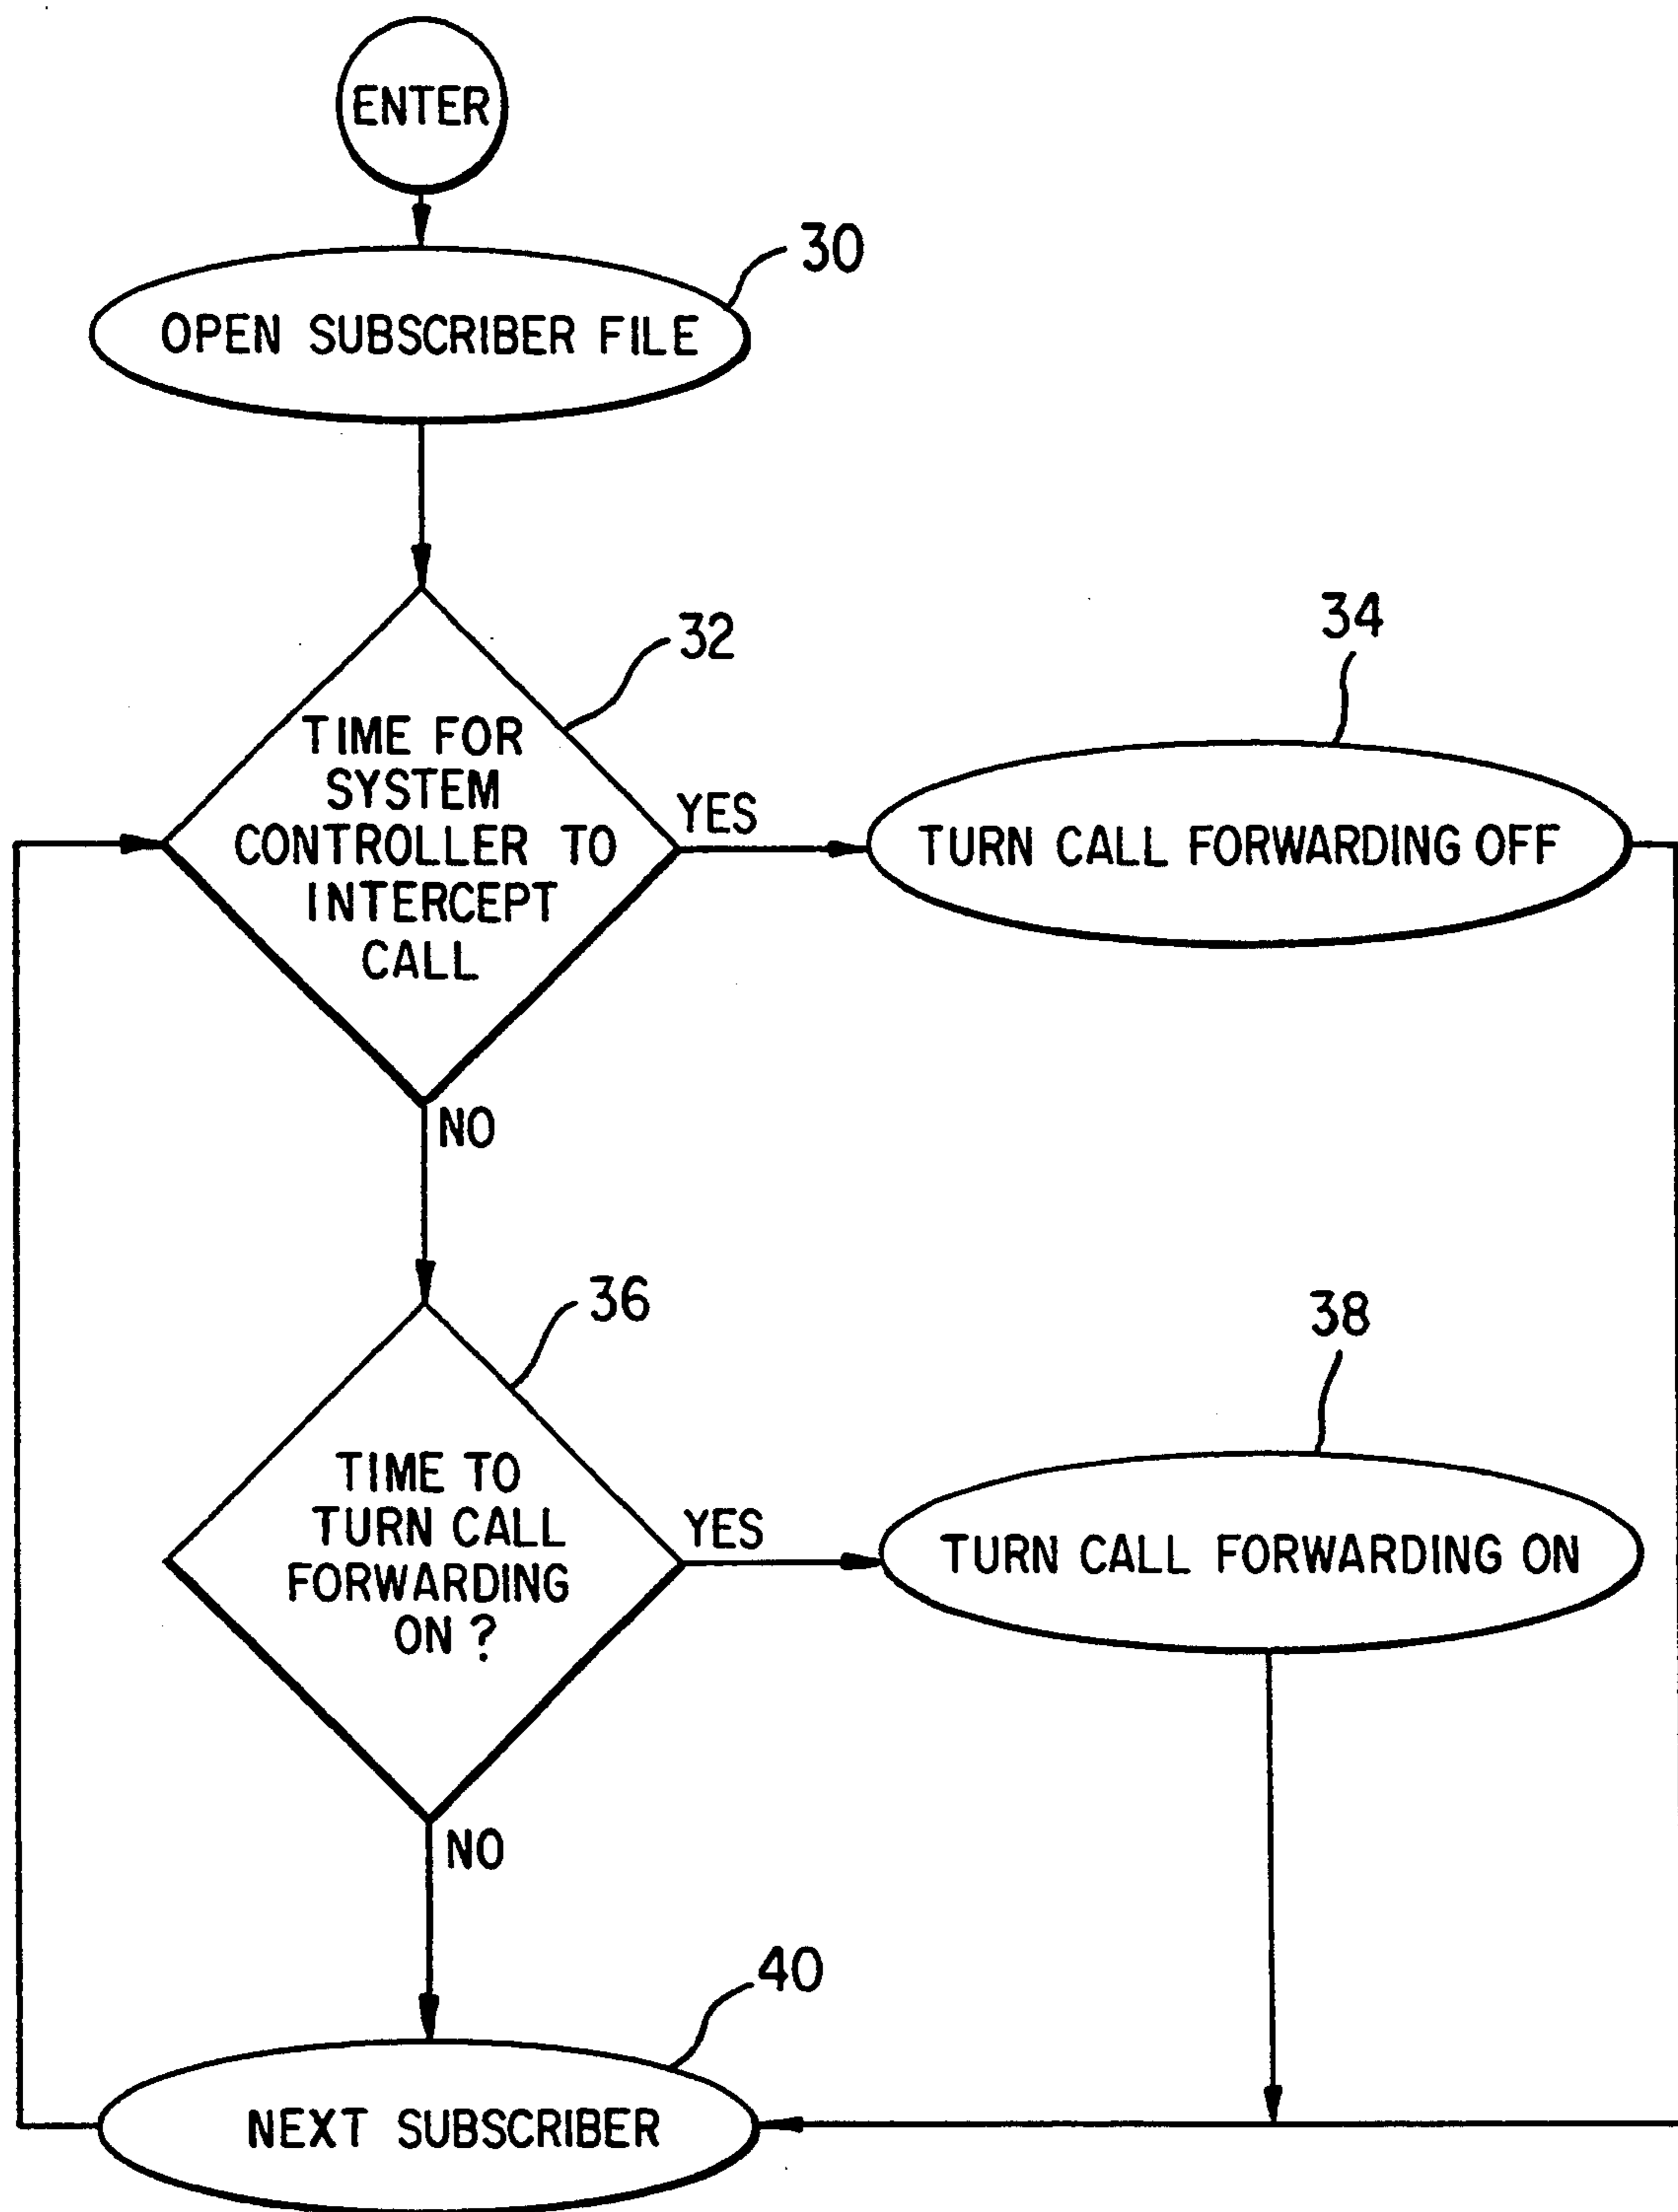 ENTER
30
OPEN SUBSCRIBER FILE
32
34
TIME FOR
SYSTEM
CONTROLLER TO
INTERCEPT
CALL
YES
TURN CALL FORWARDING OFF
NO
36
38
TIME TO
TURN CALL
FORWARDING
ON ?
YES
TURN CALL FORWARDING ON
NO
40
NEXT SUBSCRIBER